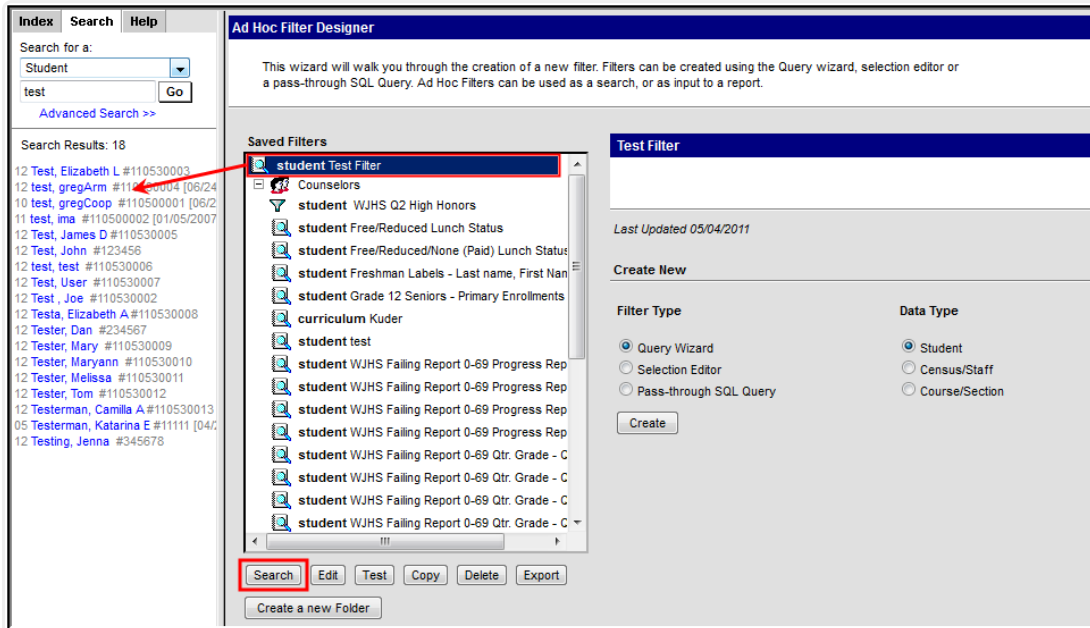 Index Search Help
Search for a:
Student
test Go
Advanced Search >>
Search Results: 18
12 Test, Elizabeth L #110530003
12 test, gregArm #110530004 [06/24
10 test, gregCoop #110500001 [06/2
11 test, ima #110500002 [01/05/2007
12 Test, James D #110530005
12 Test, John #123456
12 test, test #110530006
12 Test, User #110530007
12 Test , Joe #110530002
12 Testa, Elizabeth A #110530008
12 Tester, Dan #234567
12 Tester, Mary #110530009
12 Tester, Maryann #110530010
12 Tester, Melissa #110530011
12 Tester, Tom #110530012
12 Testerman, Camilla A #110530013
05 Testerman, Katarina E #11111 [04/2
12 Testing, Jenna #345678
Ad Hoc Filter Designer
This wizard will walk you through the creation of a new filter. Filters can be created using the Query wizard, selection editor or
a pass-through SQL Query. Ad Hoc Filters can be used as a search, or as input to a report.
Saved Filters
student Test Filter
Counselors
student WJHS Q2 High Honors
student Free/Reduced Lunch Status
student Free/Reduced/None (Paid) Lunch Status
student Freshman Labels - Last name, First Nan
student Grade 12 Seniors - Primary Enrollments
curriculum Kuder
student test
student WJHS Failing Report 0-69 Progress Rep
student WJHS Failing Report 0-69 Progress Rep
student WJHS Failing Report 0-69 Progress Rep
student WJHS Failing Report 0-69 Progress Rep
student WJHS Failing Report 0-69 Qtr. Grade - Q
student WJHS Failing Report 0-69 Qtr. Grade - Q
student WJHS Failing Report 0-69 Qtr. Grade - Q
student WJHS Failing Report 0-69 Qtr. Grade - Q
Search Edit Test Copy Delete Export
Create a new Folder
Test Filter
Last Updated 05/04/2011
Create New
Filter Type Data Type
Query Wizard Student
Selection Editor Census/Staff
Pass-through SQL Query Course/Section
Create